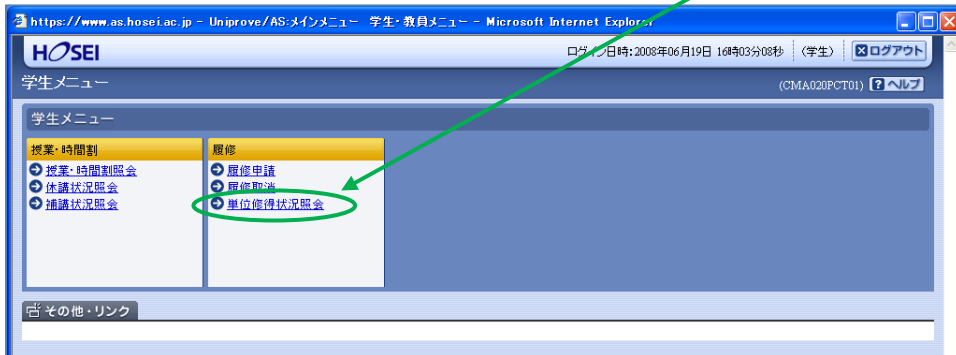 https://www.as.hosei.ac.jp - Uniprove/AS:メインメニュー 学生・教員メニュー - Microsoft Internet Explorer
HOSEI
ログイン日時:2008年06月19日 16時03分08秒 (学生) ログアウト
学生メニュー (CMA020PCT01) ? ヘルプ
学生メニュー
授業・時間割 履修
授業・時間割照会 履修申請
休講状況照会 履修取消
補講状況照会 単位修得状況照会
その他・リンク